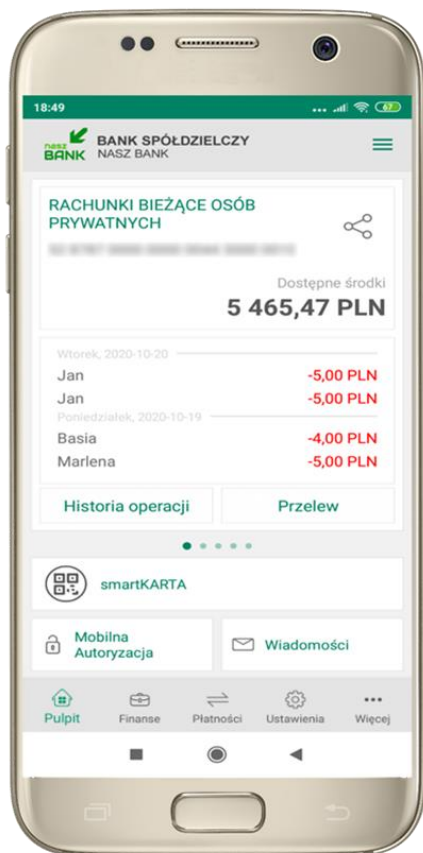 18:49
67
nasz BANK
BANK SPÓŁDZIELCZY
NASZ BANK
RACHUNKI BIEŻĄCE OSÓB
PRYWATNYCH
Dostępne środki
5 465,47 PLN
Wtorek, 2020-10-20
Jan -5,00 PLN
Jan -5,00 PLN
Poniedziałek, 2020-10-19
Basia -4,00 PLN
Marlena -5,00 PLN
Historia operacji Przelew
smartKARTA
Mobilna
Autoryzacja
Wiadomości
Pulpit Finanse Płatności Ustawienia Więcej